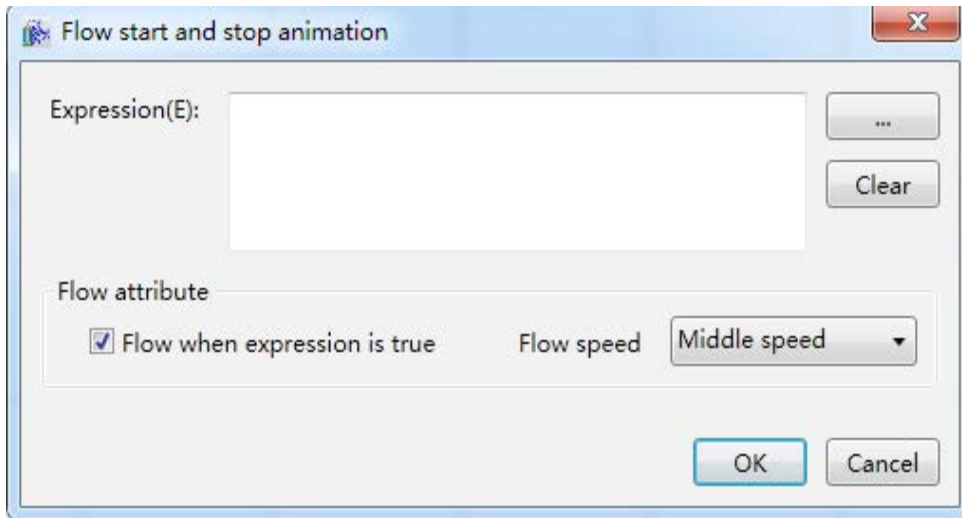 Flow start and stop animation
Expression(E):
...
Clear
Flow attribute
Flow when expression is true
Flow speed
Middle speed
OK
Cancel